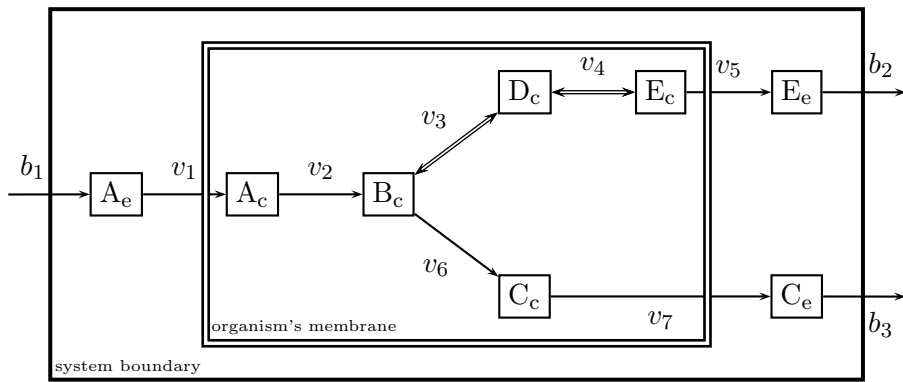 v₄ v₅ b₂
D_c E_c E_e
v₃
b₁ v₁ v₂
A_e A_c B_c
v₆
C_c C_e
v₇ b₃
organism's membrane
system boundary